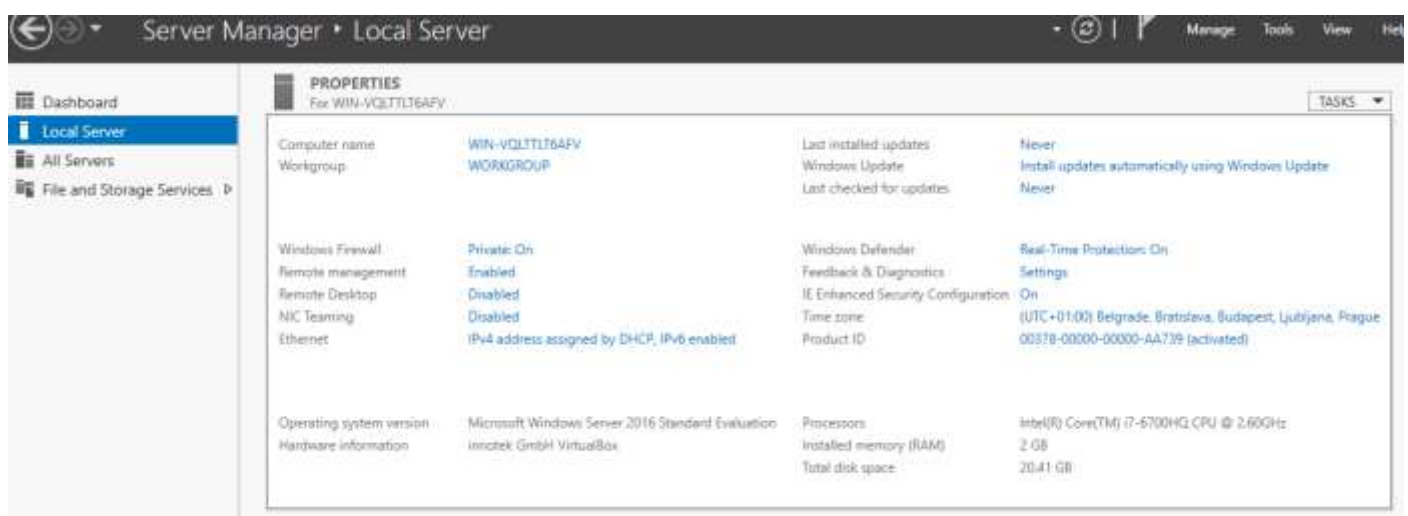 Server Manager • Local Server
Manage Tools View Help
Dashboard
Local Server
All Servers
File and Storage Services
PROPERTIES
For WIN-VQLTTLT6AFV
TASKS
Computer name WIN-VQLTTLT6AFV Last installed updates Never
Workgroup WORKGROUP Windows Update Install updates automatically using Windows Update
Last checked for updates Never
Windows Firewall Private: On Windows Defender Real-Time Protection: On
Remote management Enabled Feedback & Diagnostics Settings
Remote Desktop Disabled IE Enhanced Security Configuration On
NIC Teaming Disabled Time zone (UTC+01:00) Belgrade, Bratislava, Budapest, Ljubljana, Prague
Ethernet IPv4 address assigned by DHCP, IPv6 enabled Product ID 00378-00000-00000-AA739 (activated)
Operating system version Microsoft Windows Server 2016 Standard Evaluation Processors Intel(R) Core(TM) i7-6700HQ CPU @ 2.60GHz
Hardware information innotek GmbH VirtualBox Installed memory (RAM) 2 GB
Total disk space 20.41 GB